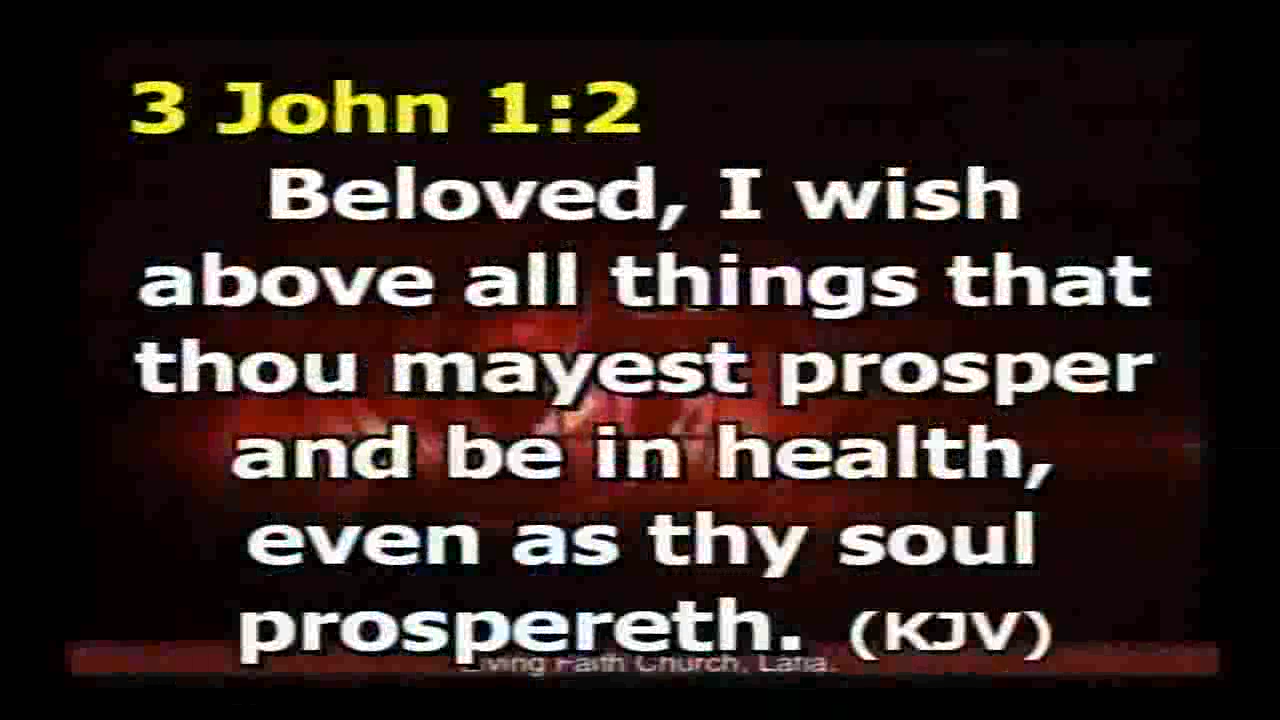 3 John 1:2
Beloved, I wish
above all things that
thou mayest prosper
and be in health,
even as thy soul
prospereth. (KJV)
Living Faith Church,